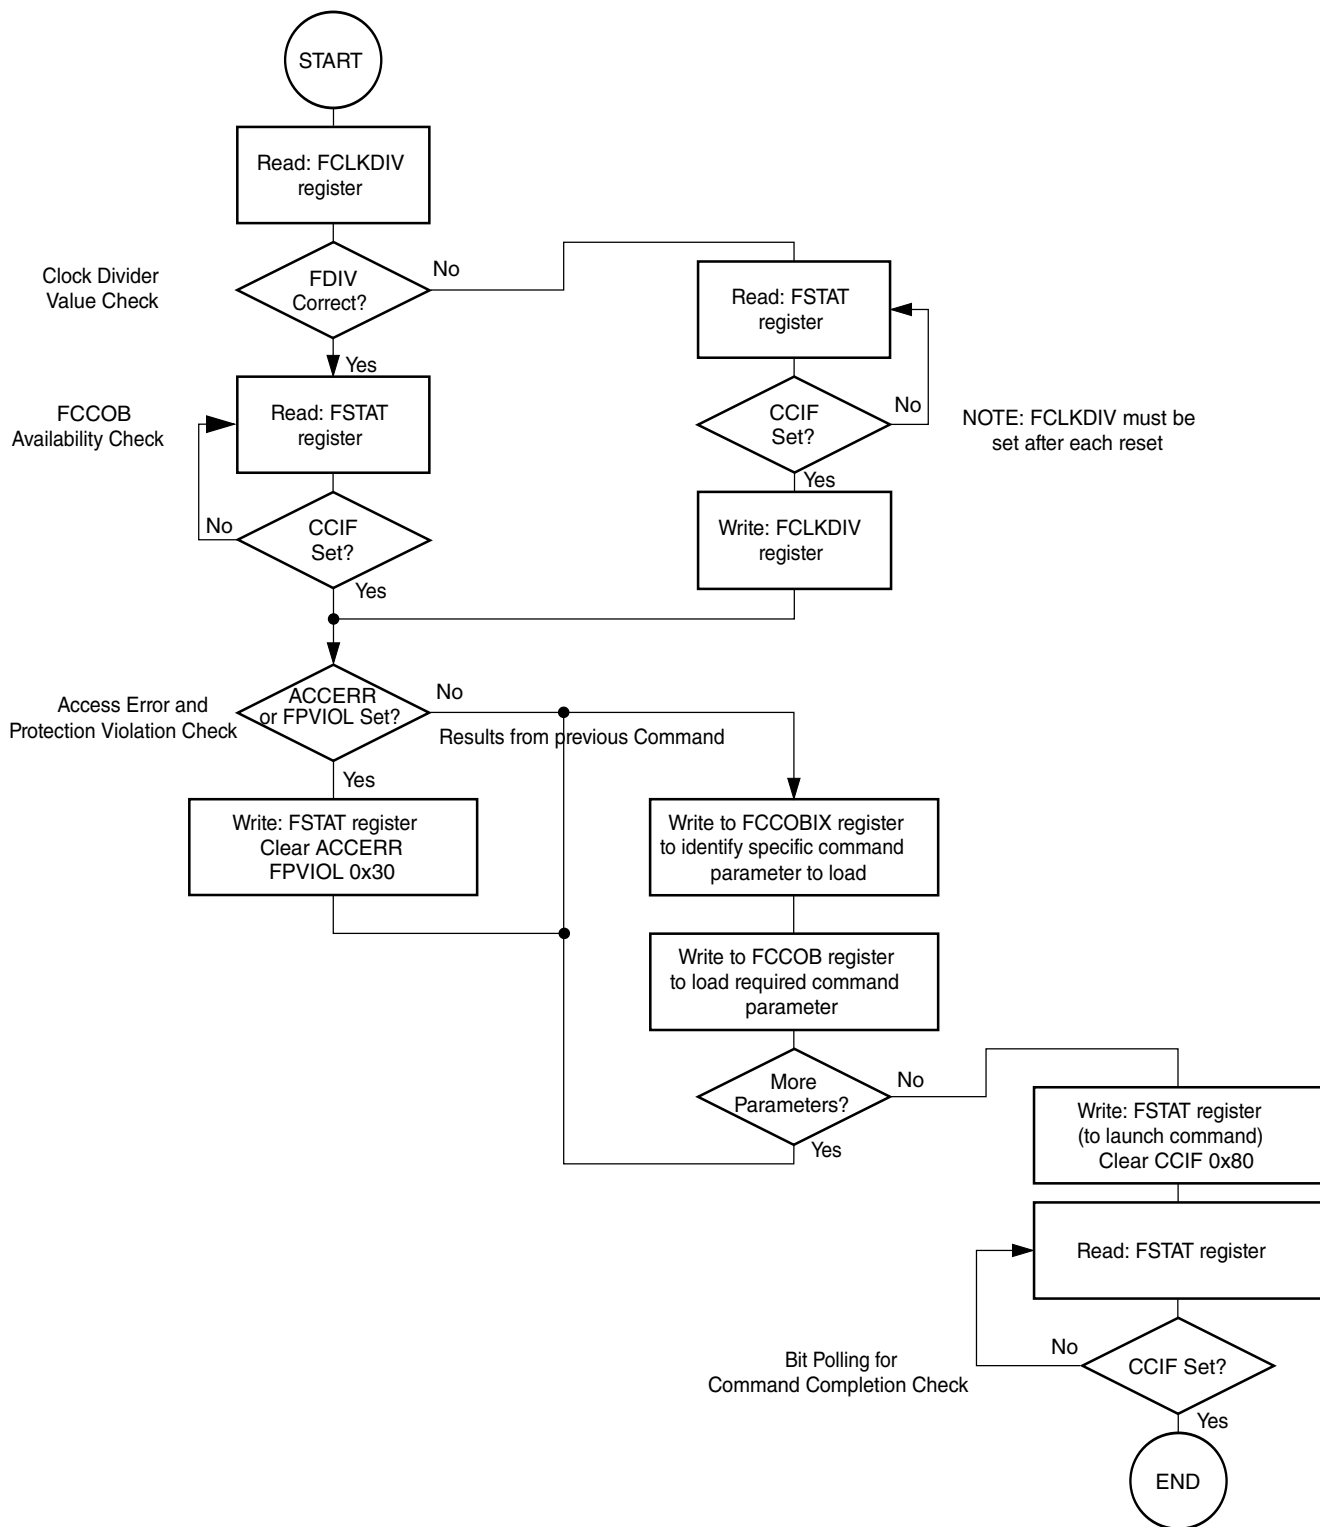 START
Read: FCLKDIV
register
Clock Divider
Value Check
FDIV
Correct?
No
Yes
Read: FSTAT
register
CCIF
Set?
No
Yes
NOTE: FCLKDIV must be
set after each reset
Write: FCLKDIV
register
FCCOB
Availability Check
Read: FSTAT
register
No
CCIF
Set?
Yes
Access Error and
Protection Violation Check
ACCERR
or FPVIOL Set?
No
Results from previous Command
Yes
Write: FSTAT register
Clear ACCERR
FPVIOL 0x30
Write to FCCOBIX register
to identify specific command
parameter to load
Write to FCCOB register
to load required command
parameter
More
Parameters?
No
Yes
Write: FSTAT register
(to launch command)
Clear CCIF 0x80
Read: FSTAT register
Bit Polling for
Command Completion Check
No
CCIF Set?
Yes
END